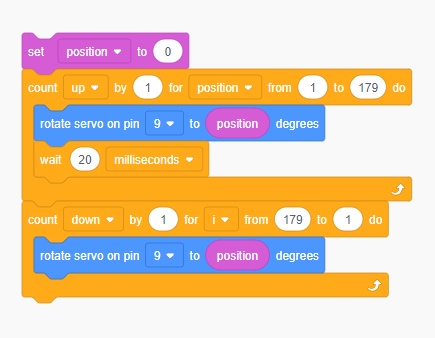 set position to 0
count up by 1 for position from 1 to 179 do
rotate servo on pin 9 to position degrees
wait 20 milliseconds
count down by 1 for i from 179 to 1 do
rotate servo on pin 9 to position degrees